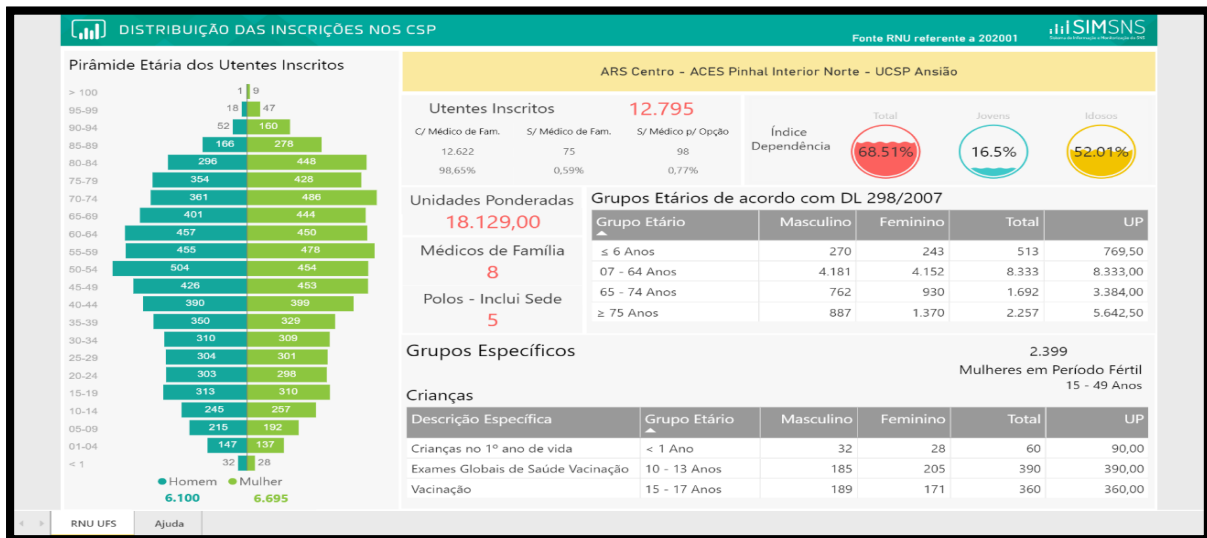 DISTRIBUIÇÃO DAS INSCRIÇÕES NOS CSP
Fonte RNU referente a 202001
SIMSNS
Pirâmide Etária dos Utentes Inscritos
> 100 1 9
95-99 18 47
90-94 52 160
85-89 166 278
80-84 296 448
75-79 354 428
70-74 361 486
65-69 401 444
60-64 457 450
55-59 455 478
50-54 504 454
45-49 426 453
40-44 390 399
35-39 350 329
30-34 310 309
25-29 304 301
20-24 303 298
15-19 313 310
10-14 245 257
05-09 215 192
01-04 147 137
< 1 32 28
Homem Mulher
6.100 6.695
ARS Centro - ACES Pinhal Interior Norte - UCSP Ansião
Utentes Inscritos 12.795
C/ Médico de Fam. S/ Médico de Fam. S/ Médico p/ Opção
12.622 75 98
98,65% 0,59% 0,77%
Índice
Dependência
Total Jovens Idosos
68.51% 16.5% 52.01%
Unidades Ponderadas
18.129,00
Médicos de Família
8
Polos - Inclui Sede
5
Grupos Etários de acordo com DL 298/2007
Grupo Etário Masculino Feminino Total UP
≤ 6 Anos 270 243 513 769,50
07 - 64 Anos 4.181 4.152 8.333 8.333,00
65 - 74 Anos 762 930 1.692 3.384,00
≥ 75 Anos 887 1.370 2.257 5.642,50
Grupos Específicos
2.399
Mulheres em Período Fértil
15 - 49 Anos
Crianças
Descrição Específica Grupo Etário Masculino Feminino Total UP
Crianças no 1º ano de vida < 1 Ano 32 28 60 90,00
Exames Globais de Saúde Vacinação 10 - 13 Anos 185 205 390 390,00
Vacinação 15 - 17 Anos 189 171 360 360,00
RNU UFS Ajuda